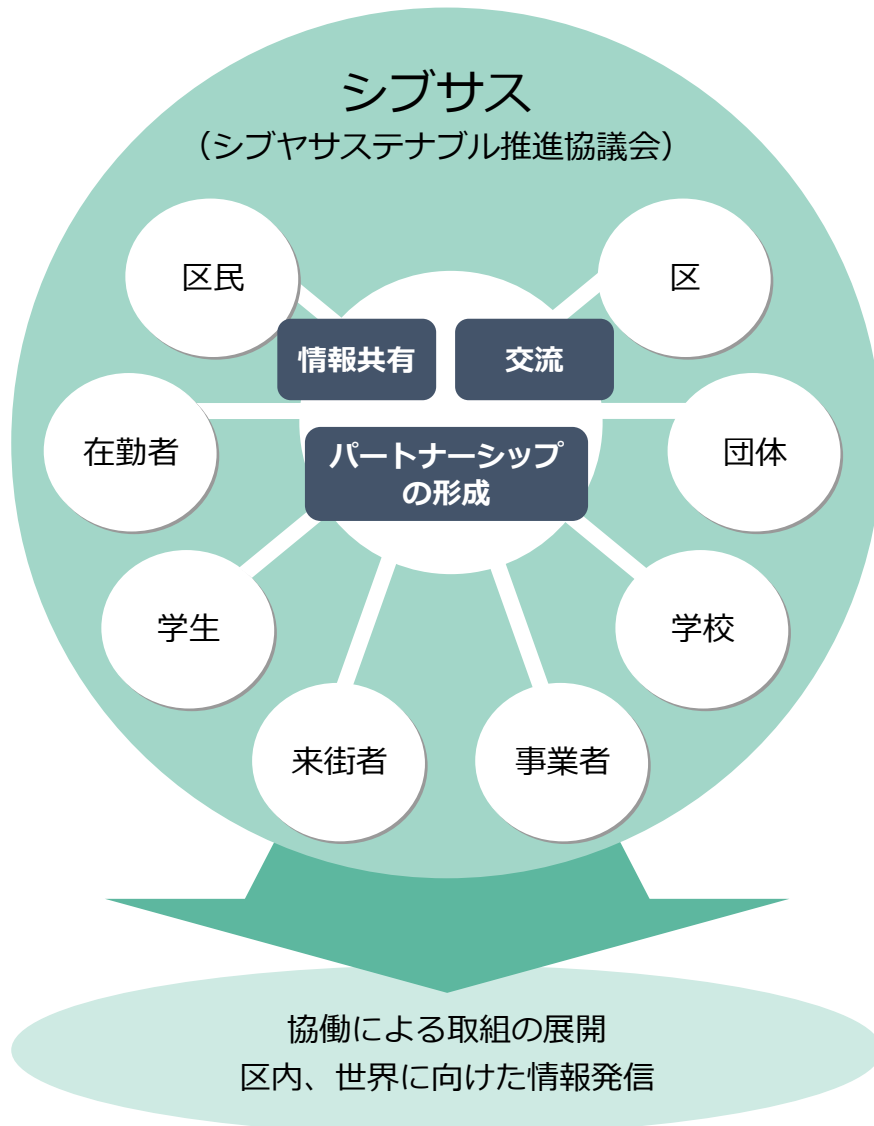 シブサス
（シブヤサステナブル推進協議会）
区民
区
情報共有
交流
在勤者
団体
パートナーシップ
の形成
学生
学校
来街者
事業者
協働による取組の展開
区内、世界に向けた情報発信